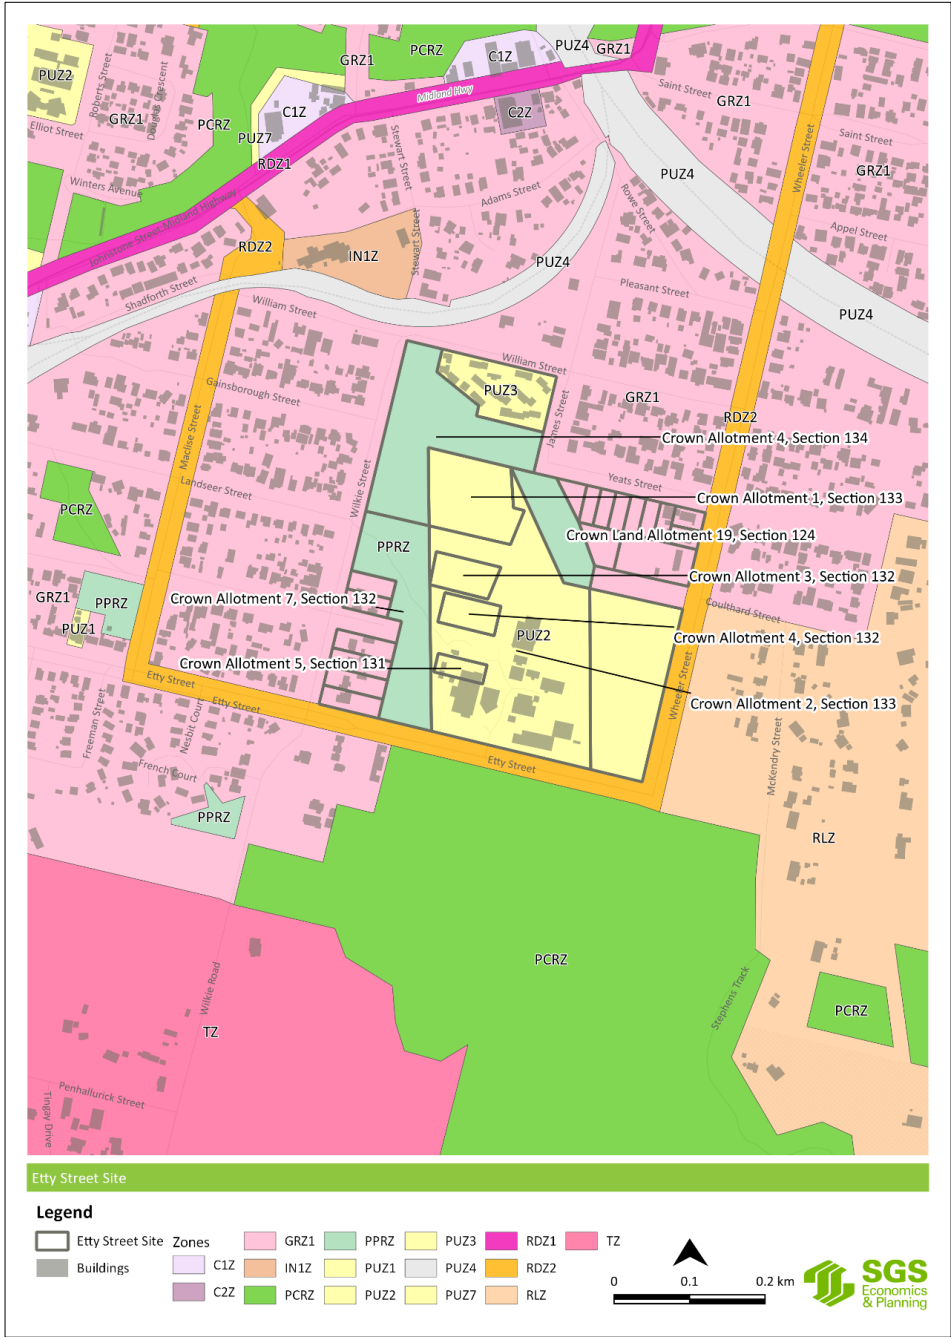 PUZ2
Roberts Street
Douglas Crescent
GRZ1
Elliot Street
PCRZ
GRZ1
PCRZ
C1Z
PUZ4
GRZ1
Midland Hwy
C1Z
PUZ7
C2Z
Saint Street
GRZ1
Wheeler Street
Saint Street
GRZ1
RDZ1
Winters Avenue
Stewart Street
Adams Street
Rowe Street
PUZ4
Appel Street
Johnstone Street-Midland Highway
RDZ2
IN1Z
Stewart Street
PUZ4
Shadforth Street
Pleasant Street
PUZ4
William Street
William Street
PUZ3
Gainsborough Street
GRZ1
RDZ2
James Street
Maclise Street
Crown Allotment 4, Section 134
Yeats Street
Landseer Street
Wilkie Street
Crown Allotment 1, Section 133
PCRZ
Crown Land Allotment 19, Section 124
PPRZ
Crown Allotment 3, Section 132
GRZ1
PPRZ
Crown Allotment 7, Section 132
Coulthard Street
PUZ1
PUZ2
Crown Allotment 4, Section 132
Crown Allotment 5, Section 131
Wheeler Street
Etty Street
Etty Street
Crown Allotment 2, Section 133
Freeman Street
Nesbit Court
French Court
Etty Street
McKendry Street
PPRZ
RLZ
PCRZ
Wilkie Road
Stephens Track
PCRZ
TZ
Penhallurick Street
Tingay Drive
Etty Street Site
Legend
Etty Street Site
Buildings
Zones
C1Z
C2Z
GRZ1
IN1Z
PCRZ
PPRZ
PUZ1
PUZ2
PUZ3
PUZ4
PUZ7
RDZ1
RDZ2
RLZ
TZ
0 0.1 0.2 km
SGS
Economics
& Planning